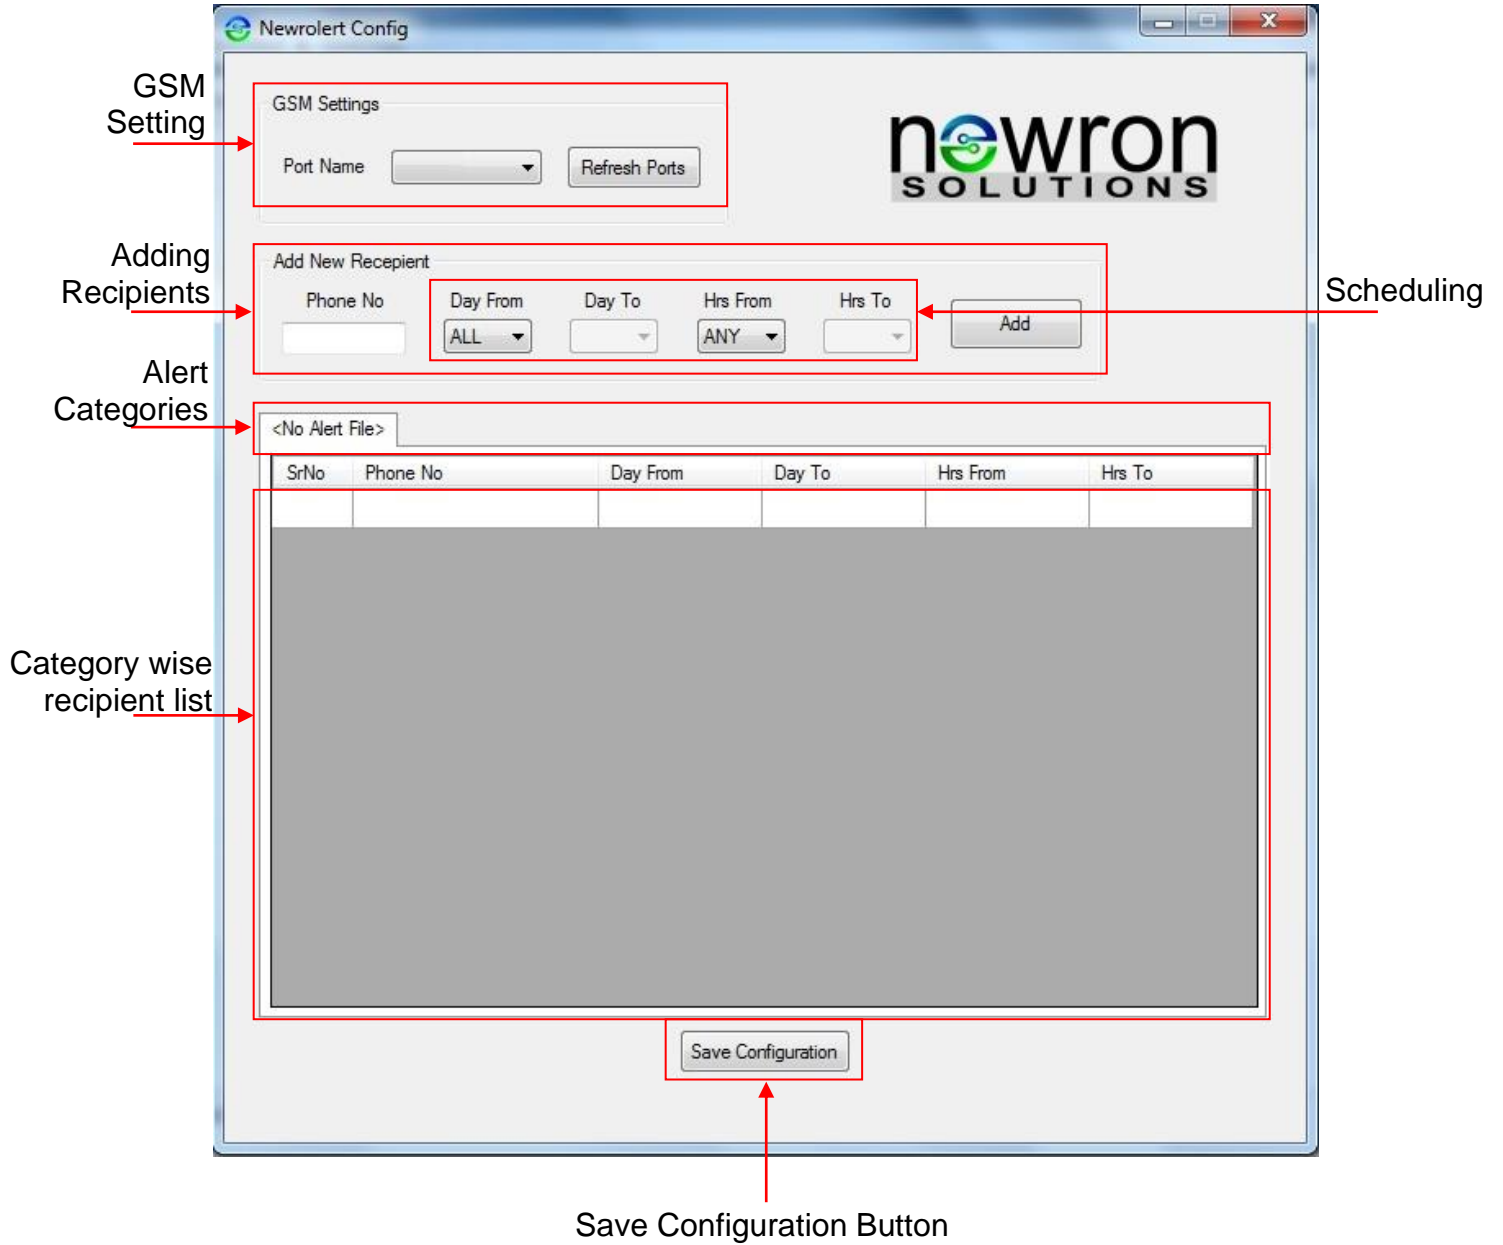 Newrolert Config
GSM
Setting
GSM Settings
Port Name
Refresh Ports
newron
SOLUTIONS
Adding
Recipients
Add New Recepient
Phone No
Day From
Day To
Hrs From
Hrs To
ALL
ANY
Add
Scheduling
Alert
Categories
<No Alert File>
SrNo Phone No Day From Day To Hrs From Hrs To
Category wise
recipient list
Save Configuration
Save Configuration Button